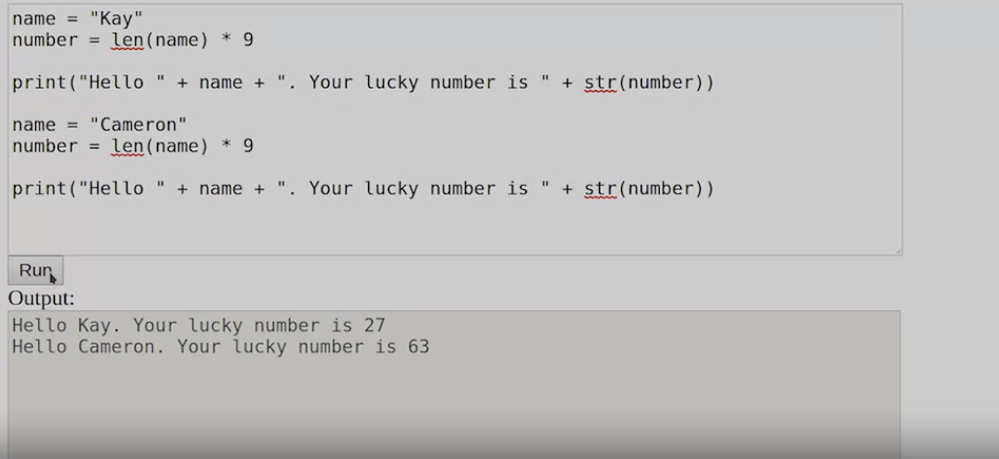 name = "Kay"
number = len(name) * 9
print("Hello " + name + ". Your lucky number is " + str(number))
name = "Cameron"
number = len(name) * 9
print("Hello " + name + ". Your lucky number is " + str(number))
Run
Output:
Hello Kay. Your lucky number is 27
Hello Cameron. Your lucky number is 63